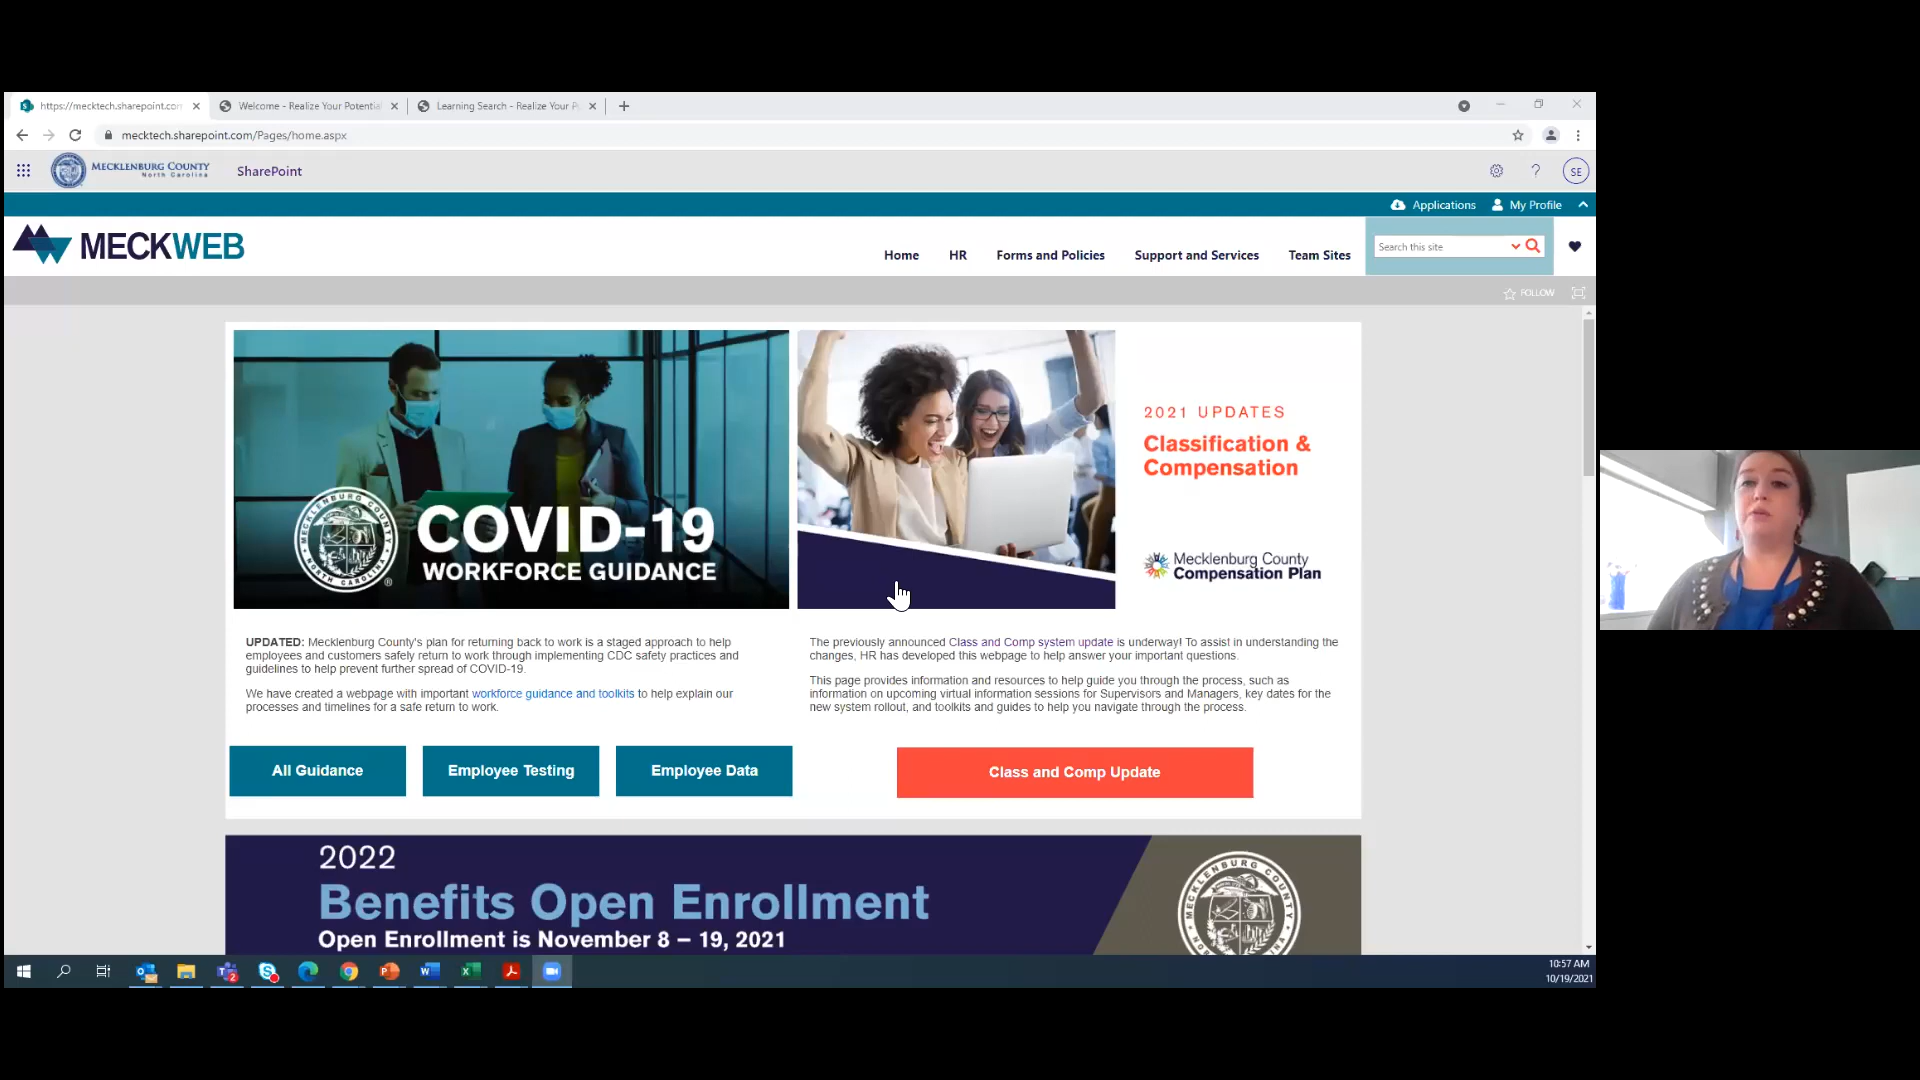 https://mecktech.sharepoint.com
Welcome - Realize Your Potential
Learning Search - Realize Your P
mecktech.sharepoint.com/Pages/home.aspx
MECKLENBURG COUNTY
North Carolina
SharePoint
SE
Applications
My Profile
MECKWEB
Home
HR
Forms and Policies
Support and Services
Team Sites
Search this site
FOLLOW
MECKLENBURG COUNTY
NORTH CAROLINA
COVID-19
WORKFORCE GUIDANCE
2021 UPDATES
Classification &
Compensation
Mecklenburg County
Compensation Plan
UPDATED: Mecklenburg County's plan for returning back to work is a staged approach to help
employees and customers safely return to work through implementing CDC safety practices and
guidelines to help prevent further spread of COVID-19.
We have created a webpage with important workforce guidance and toolkits to help explain our
processes and timelines for a safe return to work.
The previously announced Class and Comp system update is underway! To assist in understanding the
changes, HR has developed this webpage to help answer your important questions.
This page provides information and resources to help guide you through the process, such as
information on upcoming virtual information sessions for Supervisors and Managers, key dates for the
new system rollout, and toolkits and guides to help you navigate through the process.
All Guidance
Employee Testing
Employee Data
Class and Comp Update
2022
Benefits Open Enrollment
Open Enrollment is November 8 – 19, 2021
MECKLENBURG COUNTY
10:57 AM
10/19/2021